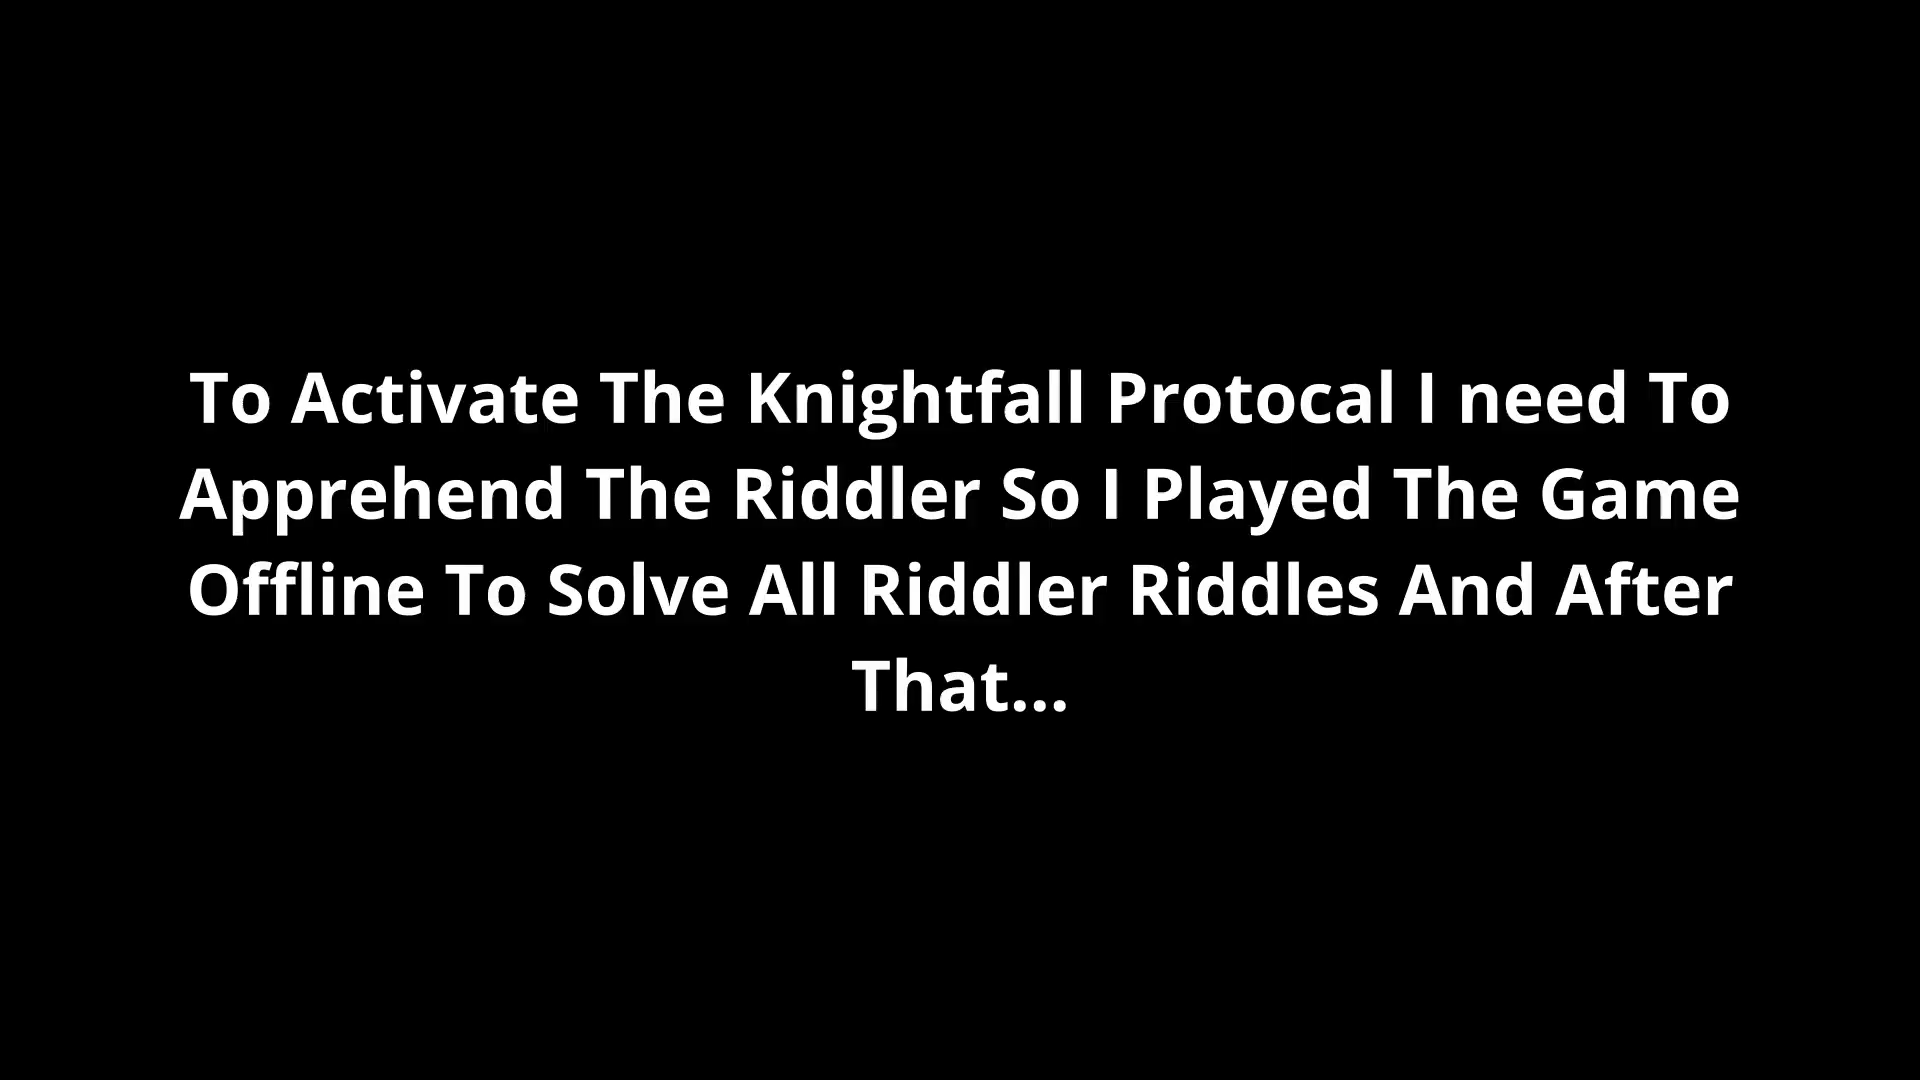 To Activate The Knightfall Protocal I need To
Apprehend The Riddler So I Played The Game
Offline To Solve All Riddler Riddles And After
That...